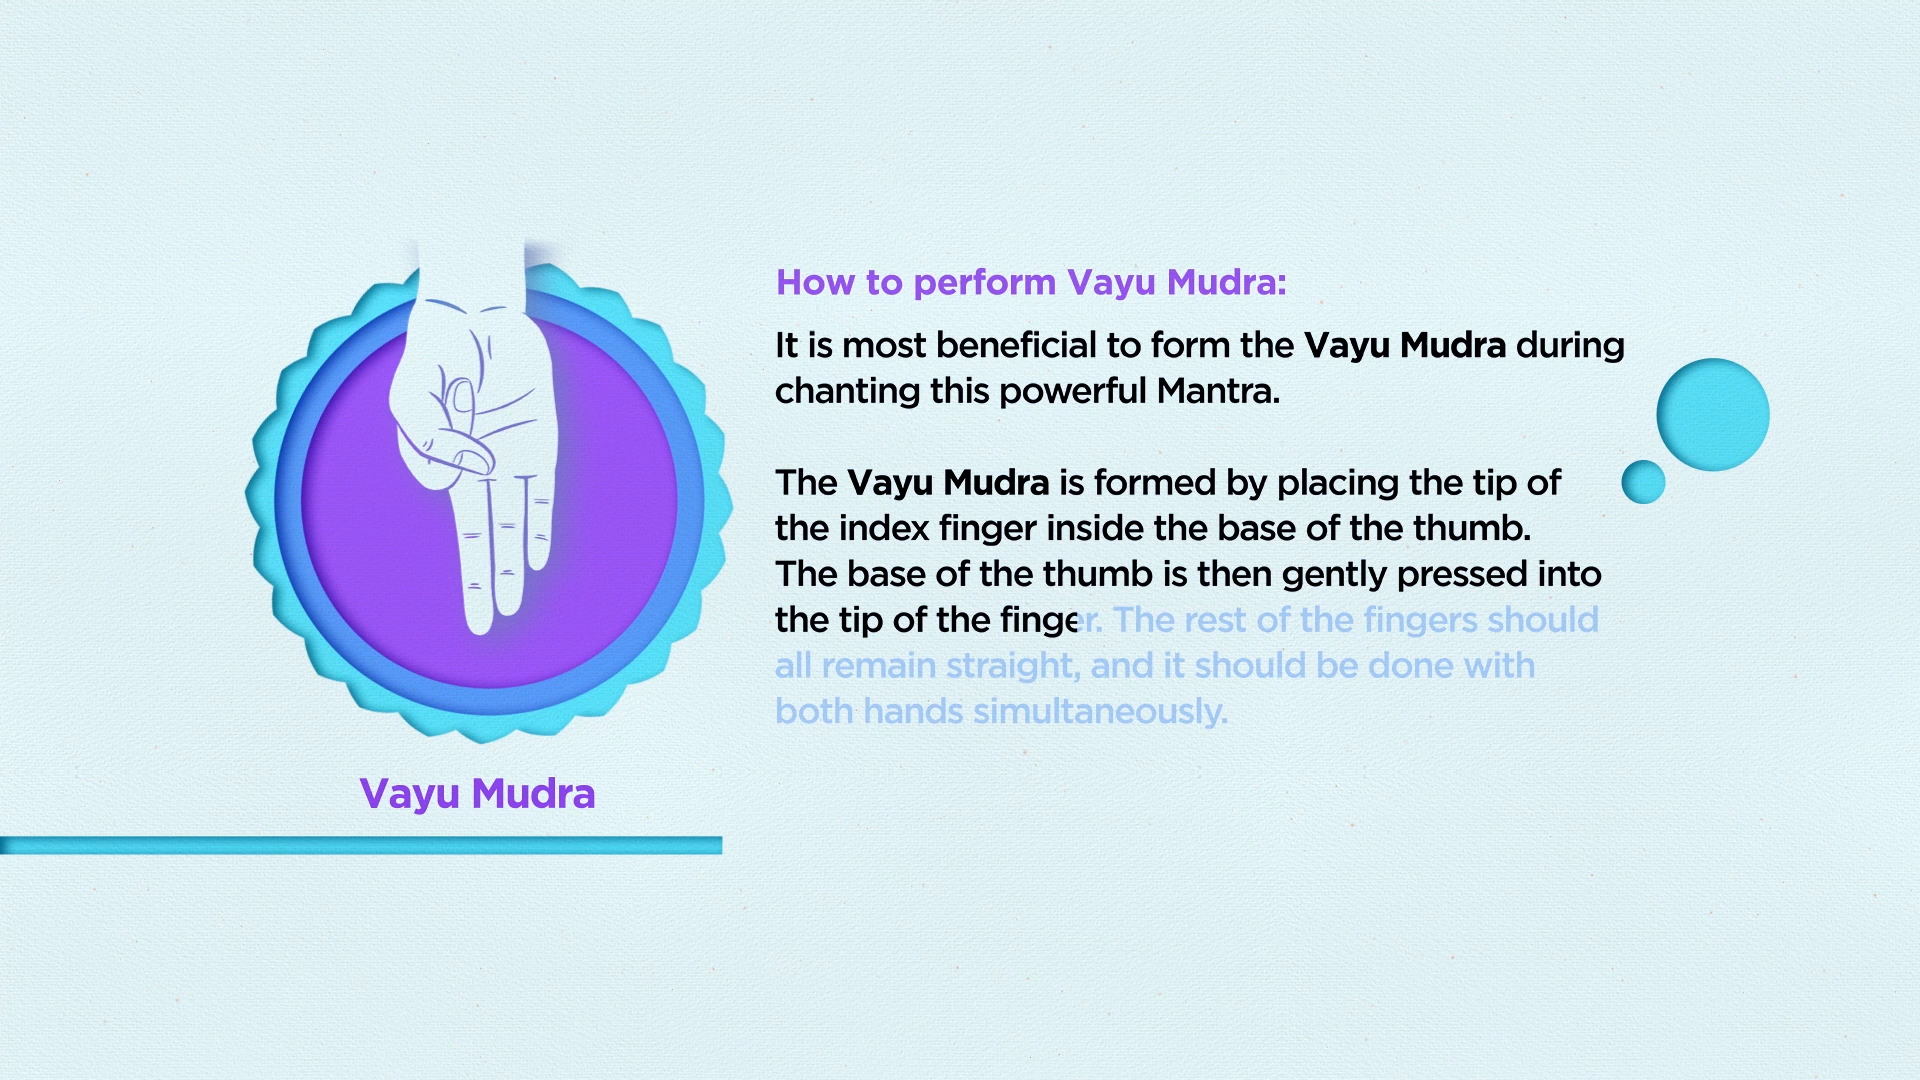 How to perform Vayu Mudra:
It is most beneficial to form the Vayu Mudra during
chanting this powerful Mantra.
The Vayu Mudra is formed by placing the tip of
the index finger inside the base of the thumb.
The base of the thumb is then gently pressed into
the tip of the finger. The rest of the fingers should
all remain straight, and it should be done with
both hands simultaneously.
Vayu Mudra